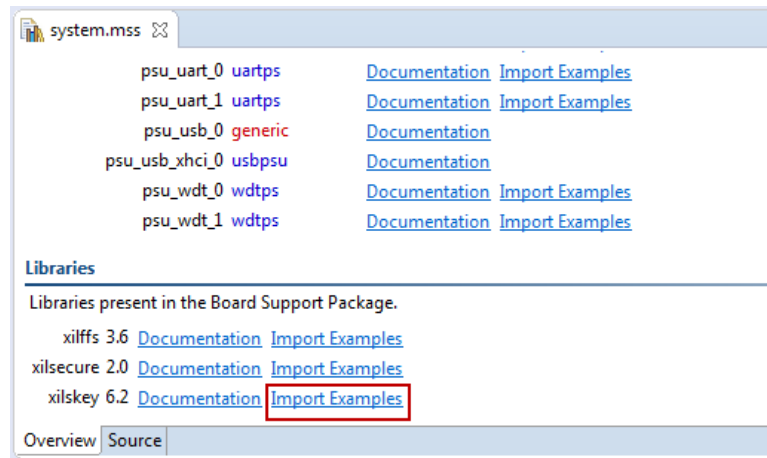 system.mss
psu_uart_0 uartps Documentation Import Examples
psu_uart_1 uartps Documentation Import Examples
psu_usb_0 generic Documentation
psu_usb_xhci_0 usbpsu Documentation
psu_wdt_0 wdtps Documentation Import Examples
psu_wdt_1 wdtps Documentation Import Examples
Libraries
Libraries present in the Board Support Package.
xilffs 3.6 Documentation Import Examples
xilsecure 2.0 Documentation Import Examples
xilskey 6.2 Documentation Import Examples
Overview Source